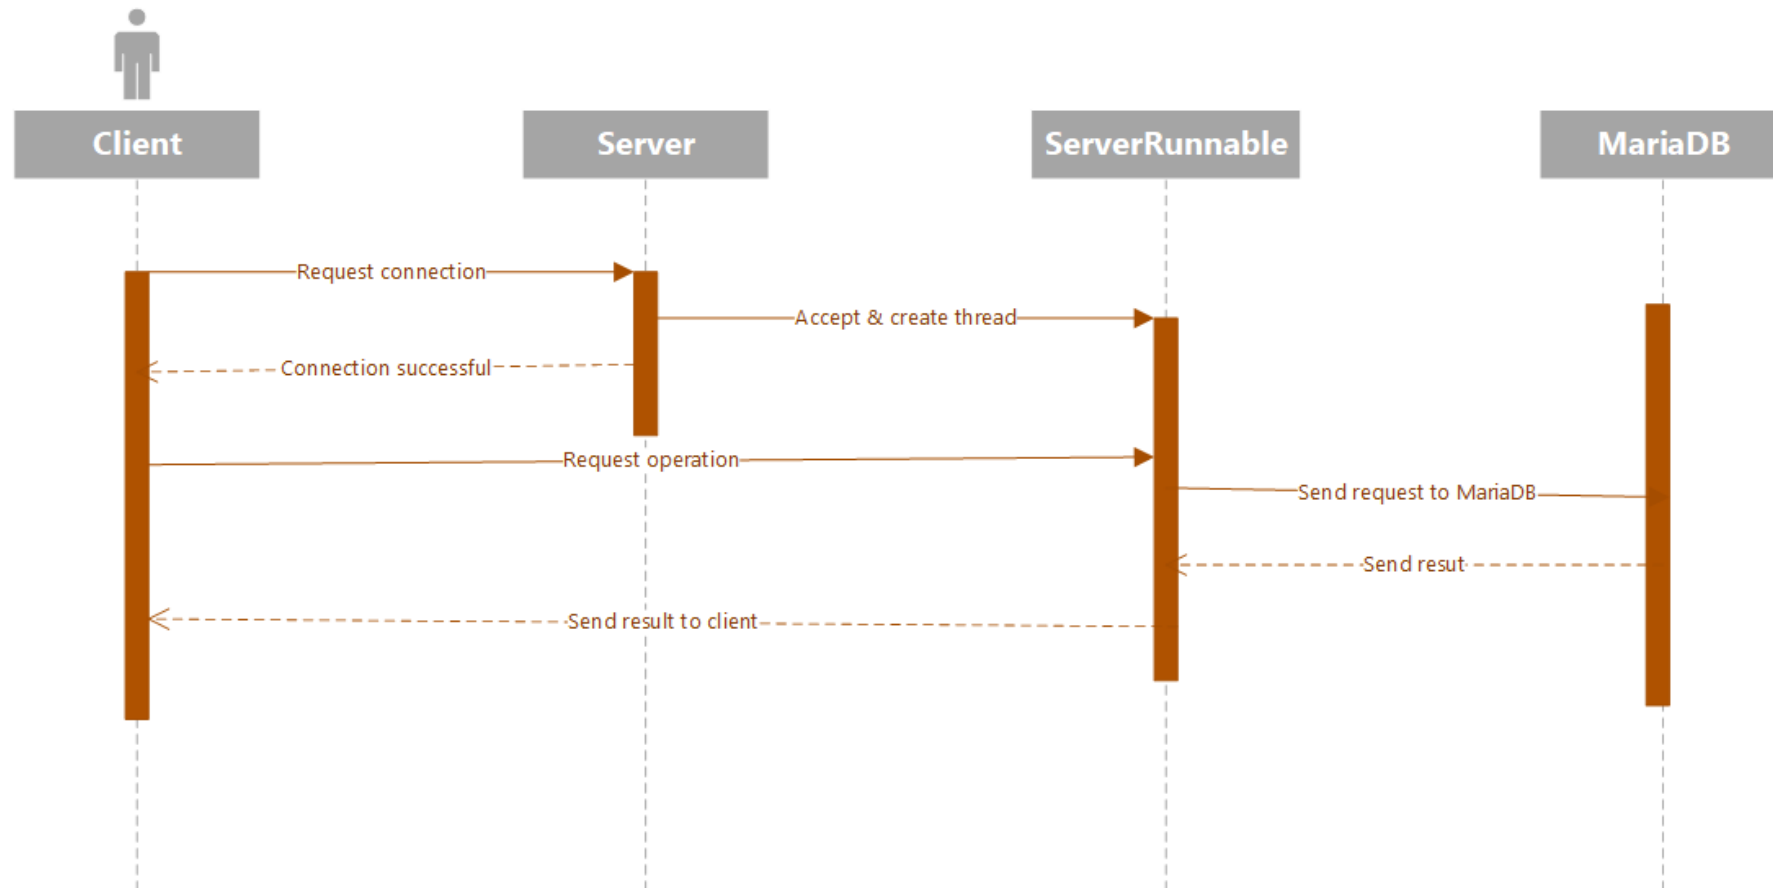 Client
Server
ServerRunnable
MariaDB
Request connection
Accept & create thread
Connection successful
Request operation
Send request to MariaDB
Send resut
Send result to client